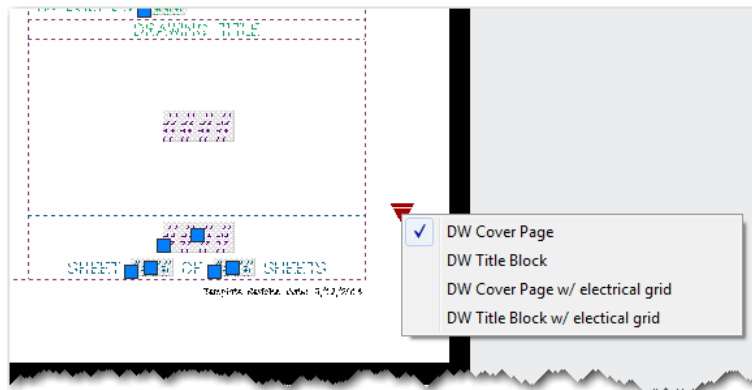 DRAWING TITLE
SHEET OF SHEETS
DW Cover Page
DW Title Block
DW Cover Page w/ electrical grid
DW Title Block w/ electical grid